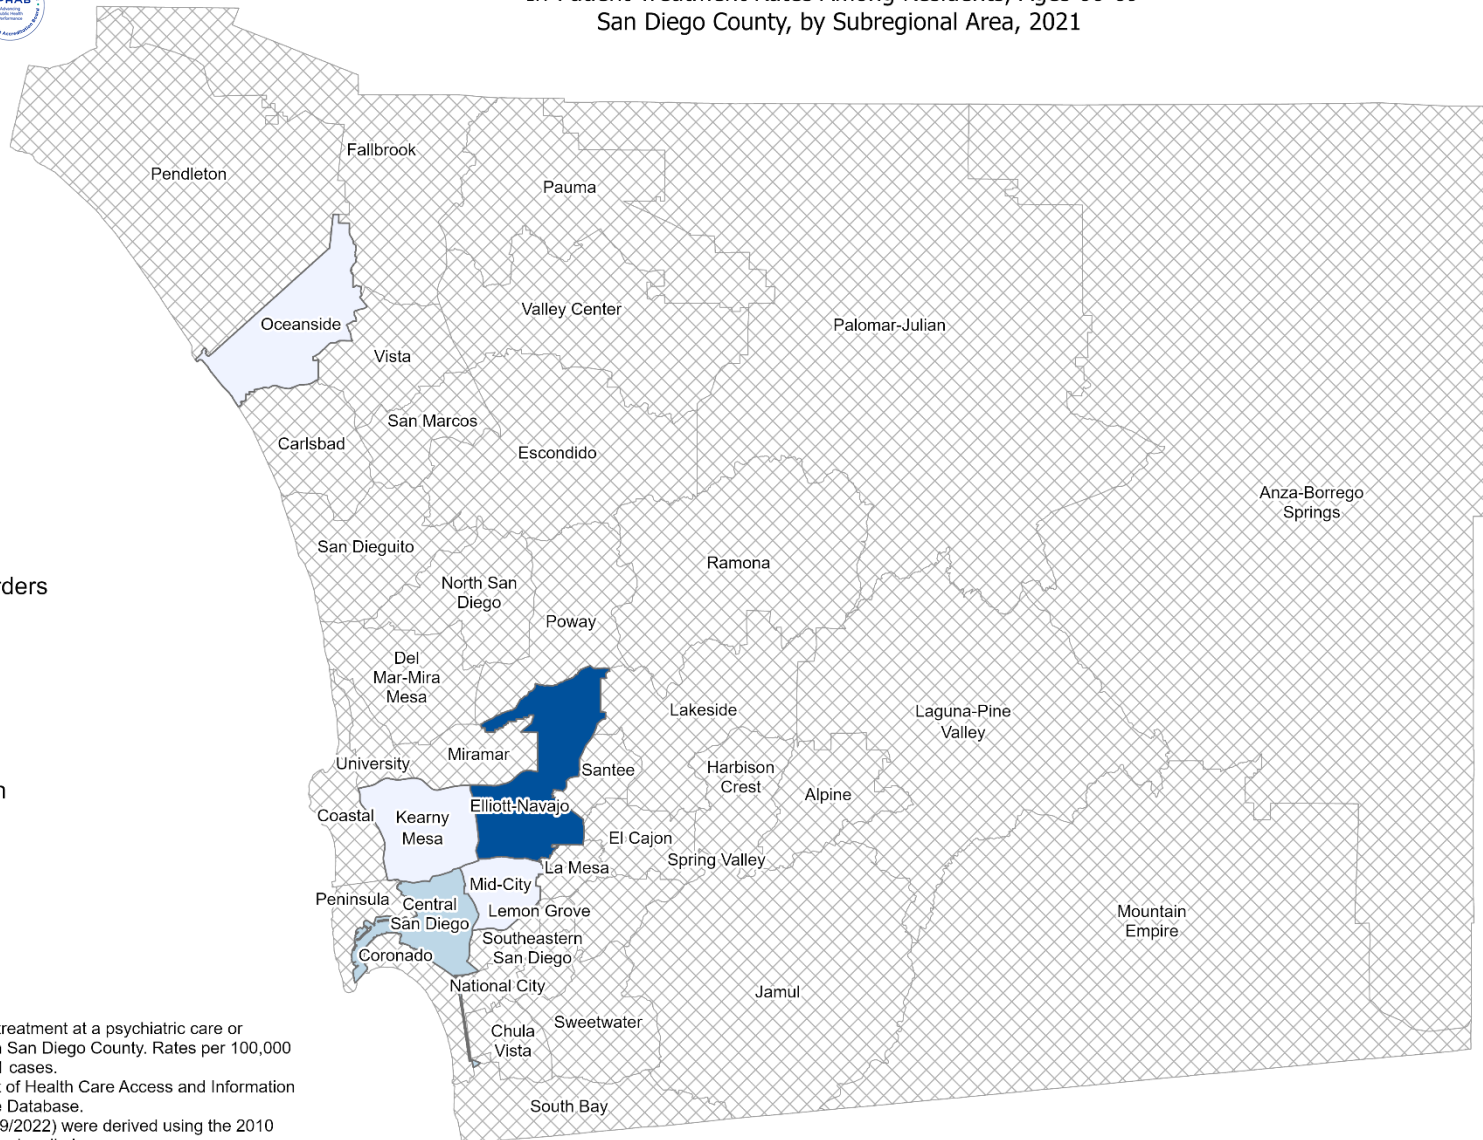 Advancing
Public Health
Performance
San Diego County, by Subregional Area, 2021
Fallbrook
Pendleton
Pauma
Valley Center
Oceanside
Palomar-Julian
Vista
San Marcos
Carlsbad
Escondido
Anza-Borrego
Springs
San Dieguito
Ramona
North San
Diego
rders
Poway
Del
Mar-Mira
Mesa
Lakeside
Laguna-Pine
Valley
Miramar
University
Santee
Harbison
Crest
n
Alpine
Elliott-Navajo
Coastal
Kearny
Mesa
El Cajon
Spring Valley
La Mesa
Mid-City
Peninsula
Central
San Diego
Lemon Grove
Mountain
Empire
Southeastern
San Diego
Coronado
National City
Jamul
Sweetwater
Chula
Vista
South Bay
treatment at a psychiatric care or
San Diego County. Rates per 100,000
cases.
of Health Care Access and Information
Database.
9/2022) were derived using the 2010